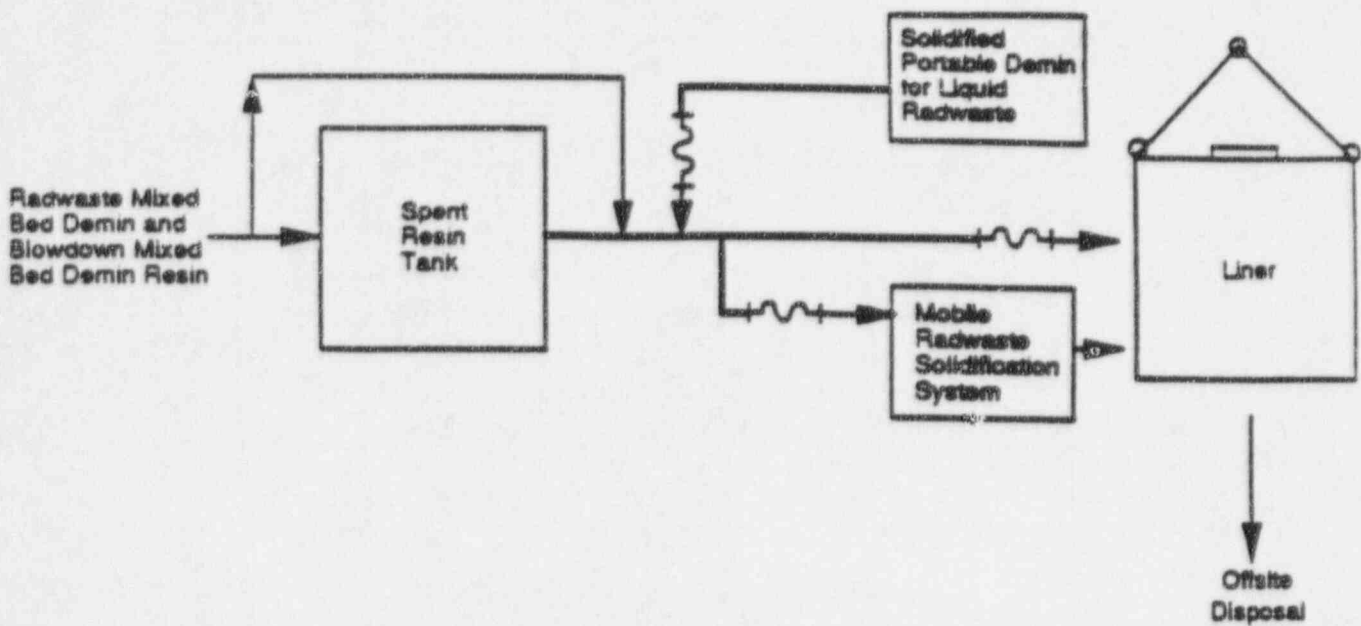 Solidified
Portable Demin
for Liquid
Radwaste
Radwaste Mixed
Bed Demin and
Blowdown Mixed
Bed Demin Resin
Spent
Resin
Tank
Liner
Mobile
Radwaste
Solidification
System
Offsite
Disposal